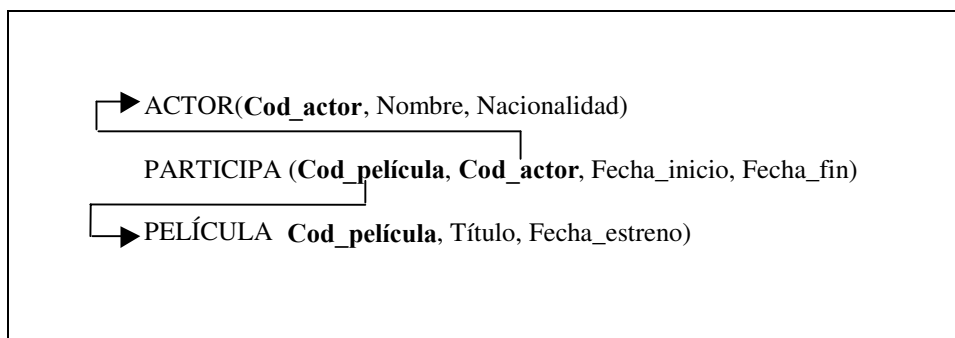 ACTOR(Cod_actor, Nombre, Nacionalidad)
PARTICIPA (Cod_película, Cod_actor, Fecha_inicio, Fecha_fin)
PELÍCULA Cod_película, Título, Fecha_estreno)